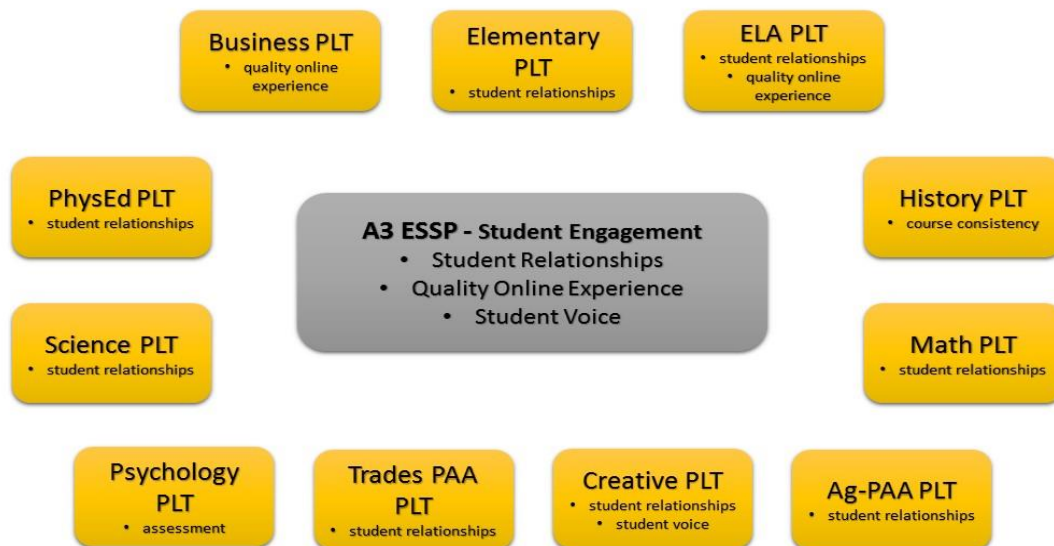 Business PLT
• quality online
experience
Elementary
PLT
• student relationships
ELA PLT
• student relationships
• quality online
experience
PhysEd PLT
• student relationships
A3 ESSP - Student Engagement
• Student Relationships
• Quality Online Experience
• Student Voice
History PLT
• course consistency
Science PLT
• student relationships
Math PLT
• student relationships
Psychology
PLT
• assessment
Trades PAA
PLT
• student relationships
Creative PLT
• student relationships
• student voice
Ag-PAA PLT
• student relationships